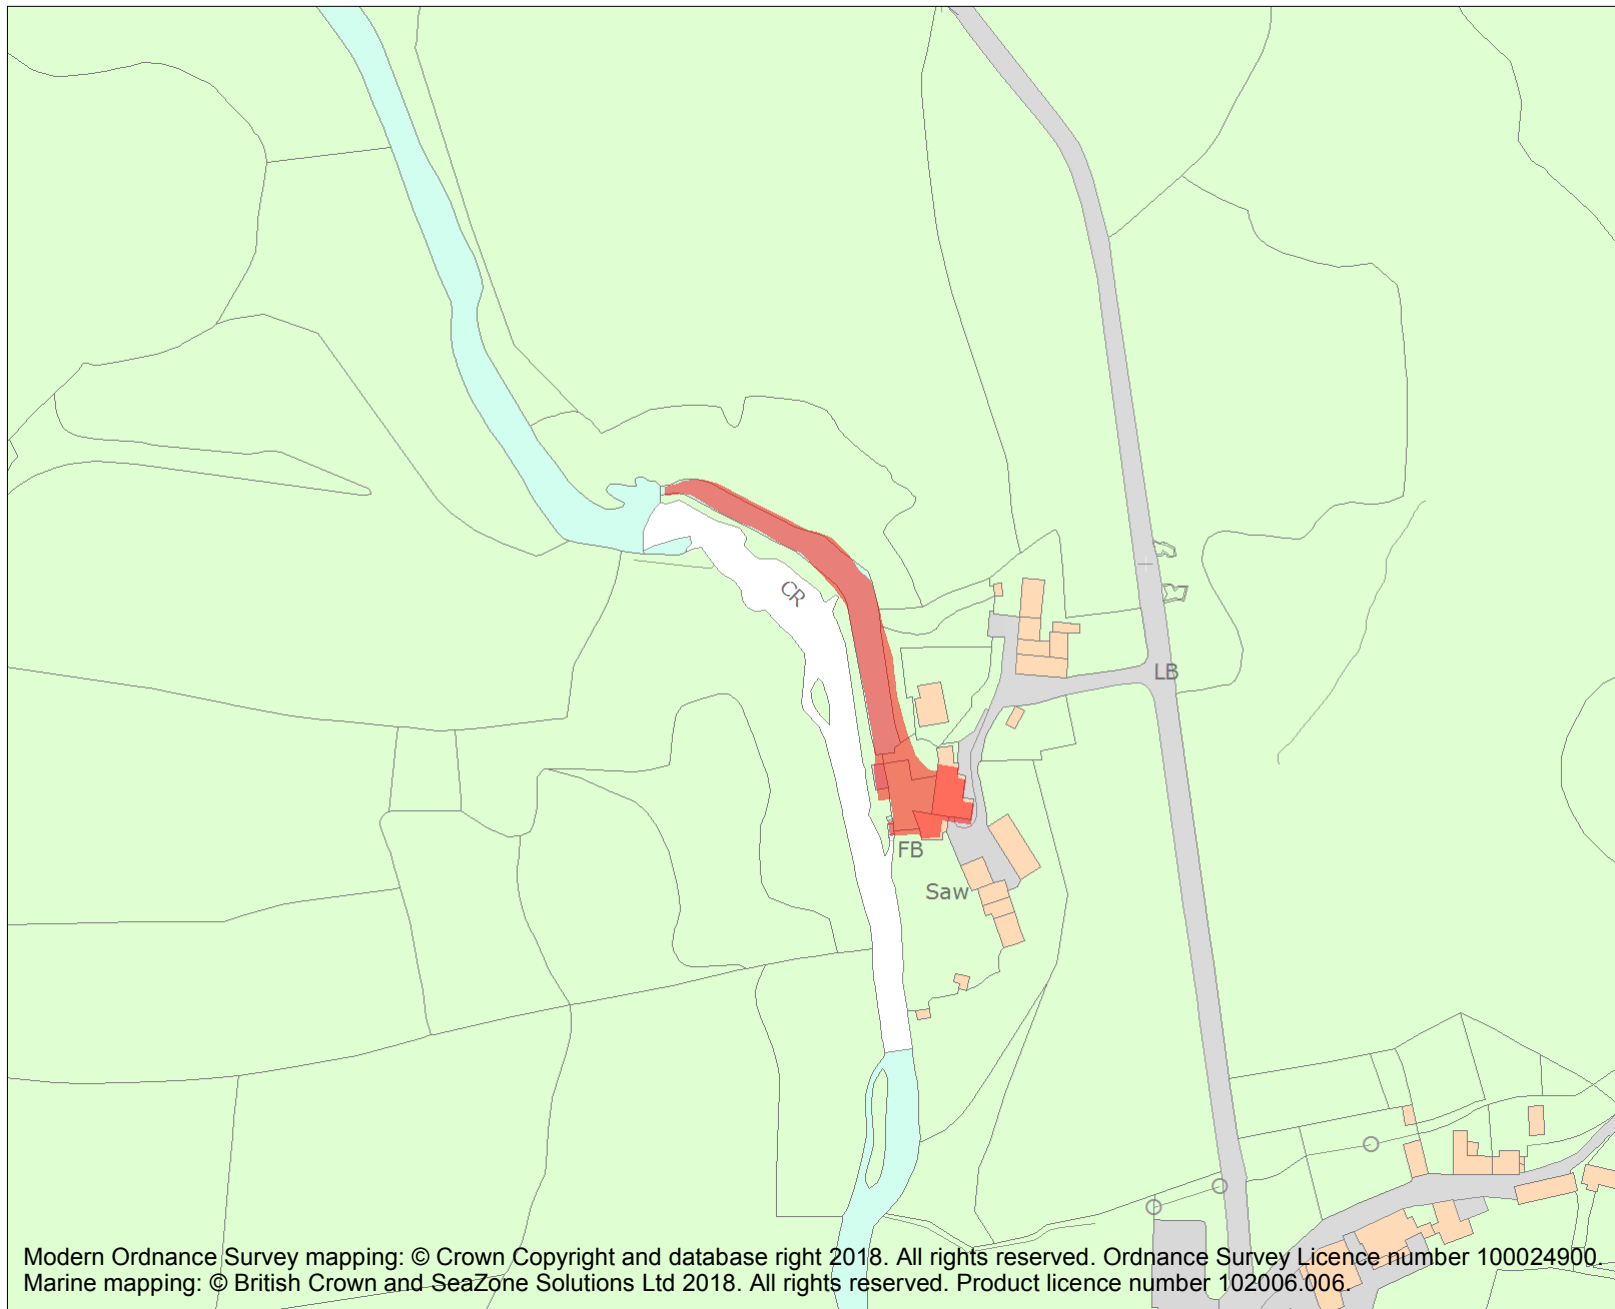 CR
LB
FB
Saw
Modern Ordnance Survey mapping: © Crown Copyright and database right 2018. All rights reserved. Ordnance Survey Licence number 100024900.
Marine mapping: © British Crown and SeaZone Solutions Ltd 2018. All rights reserved. Product licence number 102006.006.